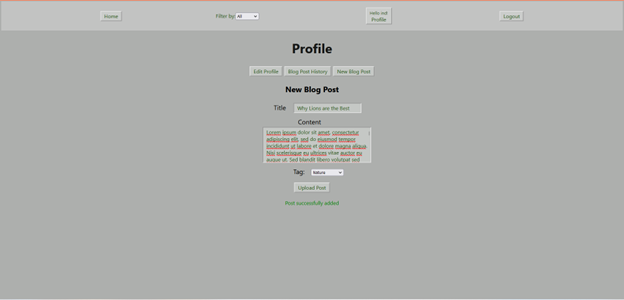 Home
Filter by All
Hello md
Profile
Logout
Profile
Edit Profile
Blog Post History
New Blog Post
New Blog Post
Title
Why Lions are the Best
Content
Lorem ipsum dolor sit amet, consectetur
adipiscing elit, sed do eiusmod tempor
incididunt ut labore et dolore magna aliqua.
Nisi scelerisque eu ultrices vitae auctor eu
augue ut. Sed blandit libero volutpat sed
Tag: Nature
Upload Post
Post successfully added